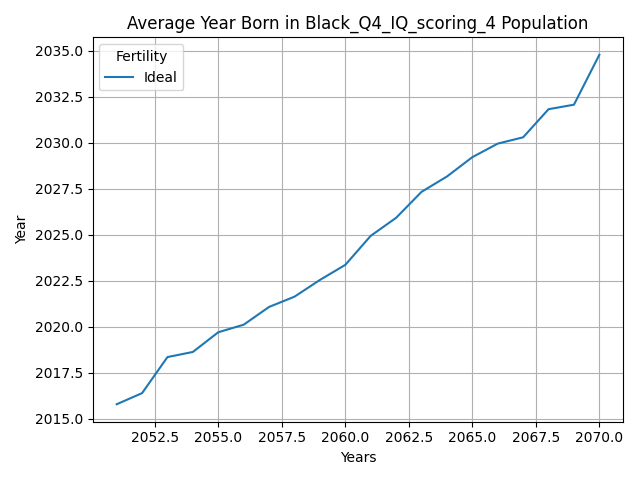 Average Year Born in Black_Q4_IQ_scoring_4 Population
Fertility
Ideal
Year
2035.0
2032.5
2030.0
2027.5
2025.0
2022.5
2020.0
2017.5
2015.0
2052.5 2055.0 2057.5 2060.0 2062.5 2065.0 2067.5 2070.0
Years